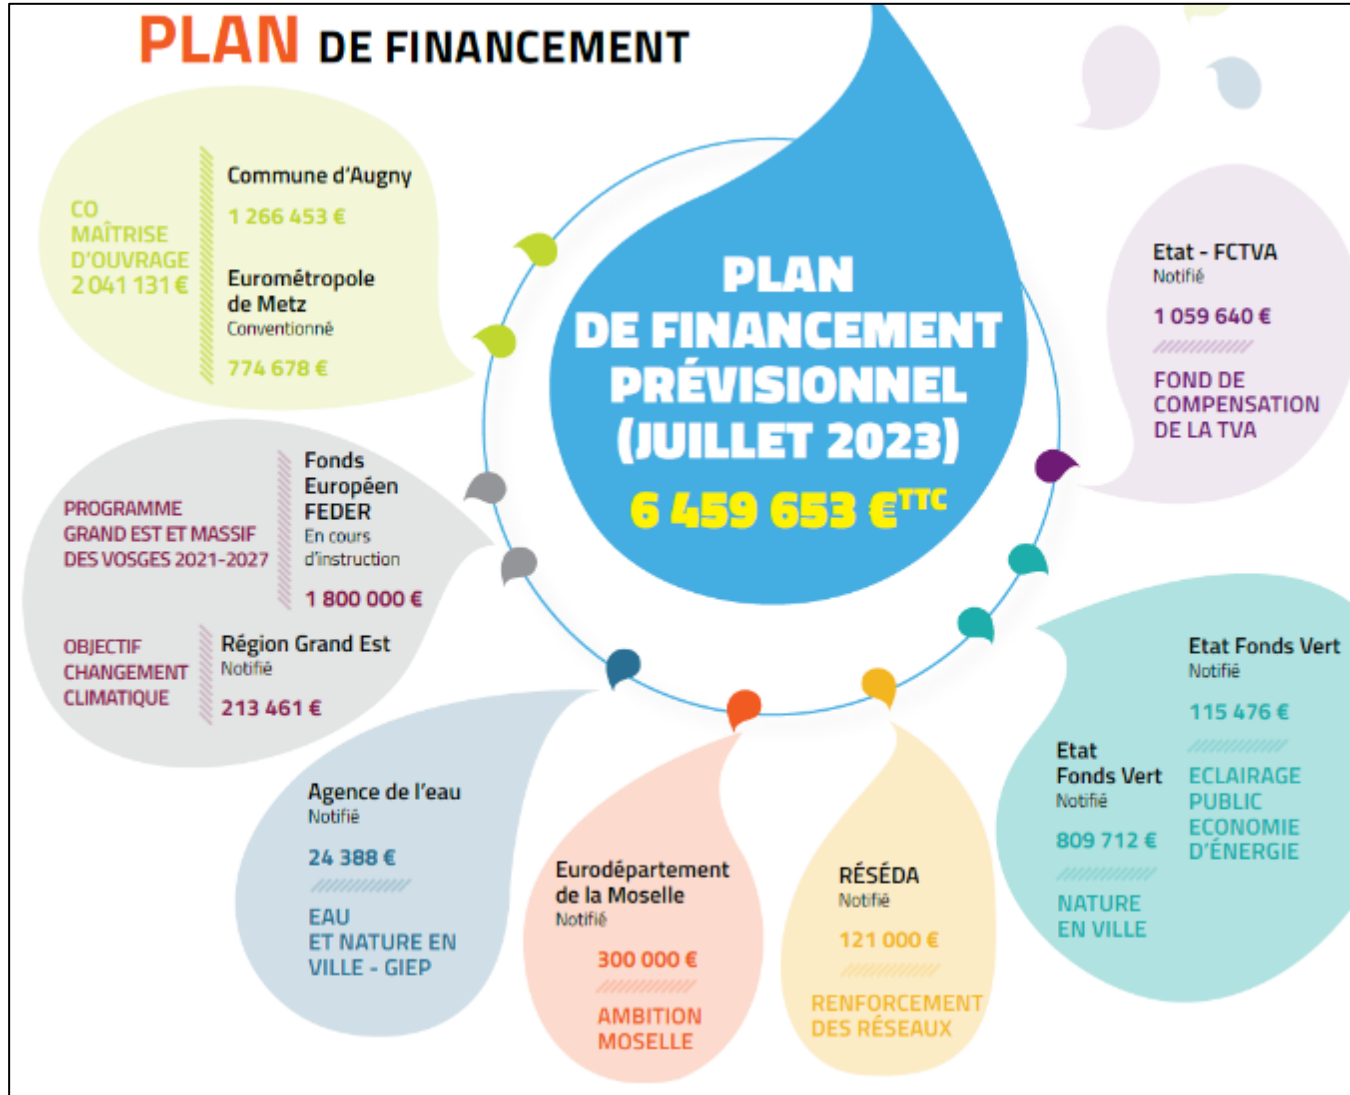 PLAN DE FINANCEMENT
CO
MAÎTRISE
D'OUVRAGE
2 041 131 €
Commune d'Augny
1 266 453 €
Eurométropole
de Metz
Conventionné
774 678 €
PLAN
DE FINANCEMENT
PRÉVISIONNEL
(JUILLET 2023)
6 459 653 €TTC
Etat - FCTVA
Notifié
1 059 640 €
FOND DE
COMPENSATION
DE LA TVA
PROGRAMME
GRAND EST ET MASSIF
DES VOSGES 2021-2027
Fonds
Européen
FEDER
En cours
d'instruction
1 800 000 €
OBJECTIF
CHANGEMENT
CLIMATIQUE
Région Grand Est
Notifié
213 461 €
Agence de l'eau
Notifié
24 388 €
EAU
ET NATURE EN
VILLE - GIEP
Eurodépartement
de la Moselle
Notifié
300 000 €
AMBITION
MOSELLE
RÉSÉDA
Notifié
121 000 €
RENFORCEMENT
DES RÉSEAUX
Etat
Fonds Vert
Notifié
809 712 €
NATURE
EN VILLE
Etat Fonds Vert
Notifié
115 476 €
ECLAIRAGE
PUBLIC
ECONOMIE
D'ÉNERGIE